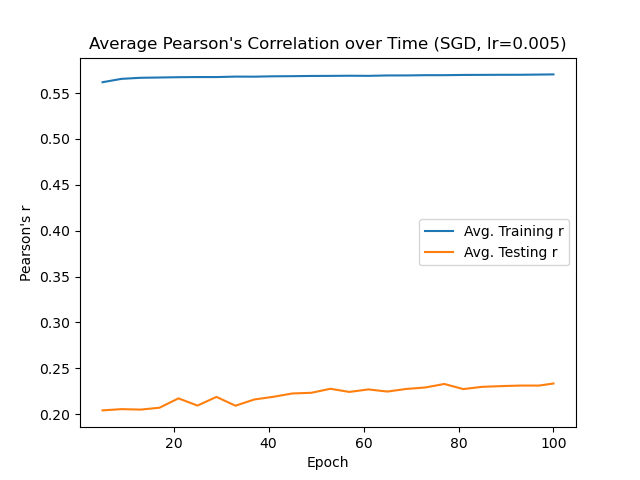 Average Pearson's Correlation over Time (SGD, lr=0.005)
0.55
0.50
0.45
0.40
0.35
0.30
0.25
0.20
Pearson's r
Avg. Training r
Avg. Testing r
20 40 60 80 100
Epoch